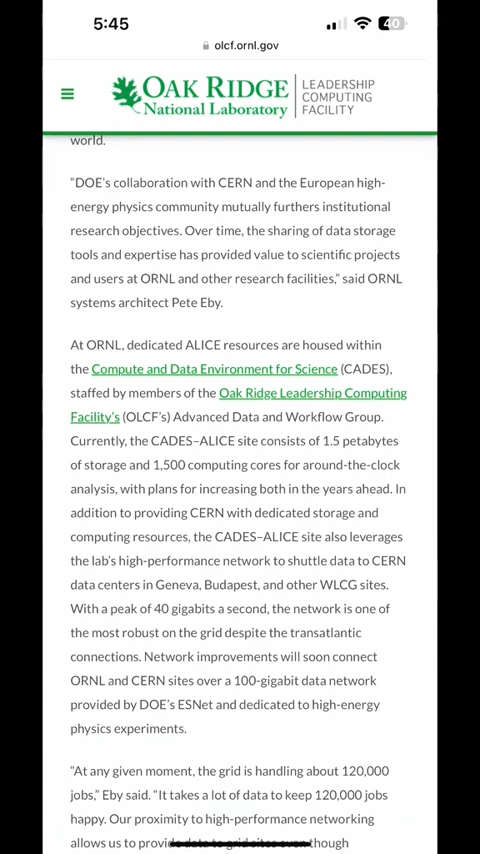 5:45
40
olcf.ornl.gov
OAK RIDGE
National Laboratory
LEADERSHIP
COMPUTING
FACILITY
world.
“DOE’s collaboration with CERN and the European high-
energy physics community mutually furthers institutional
research objectives. Over time, the sharing of data storage
tools and expertise has provided value to scientific projects
and users at ORNL and other research facilities,” said ORNL
systems architect Pete Eby.
At ORNL, dedicated ALICE resources are housed within
the Compute and Data Environment for Science (CADES),
staffed by members of the Oak Ridge Leadership Computing
Facility’s (OLCF’s) Advanced Data and Workflow Group.
Currently, the CADES–ALICE site consists of 1.5 petabytes
of storage and 1,500 computing cores for around-the-clock
analysis, with plans for increasing both in the years ahead. In
addition to providing CERN with dedicated storage and
computing resources, the CADES–ALICE site also leverages
the lab’s high-performance network to shuttle data to CERN
data centers in Geneva, Budapest, and other WLCG sites.
With a peak of 40 gigabits a second, the network is one of
the most robust on the grid despite the transatlantic
connections. Network improvements will soon connect
ORNL and CERN sites over a 100-gigabit data network
provided by DOE’s ESNet and dedicated to high-energy
physics experiments.
“At any given moment, the grid is handling about 120,000
jobs,” Eby said. “It takes a lot of data to keep 120,000 jobs
happy. Our proximity to high-performance networking
allows us to provide data to grid sites even though